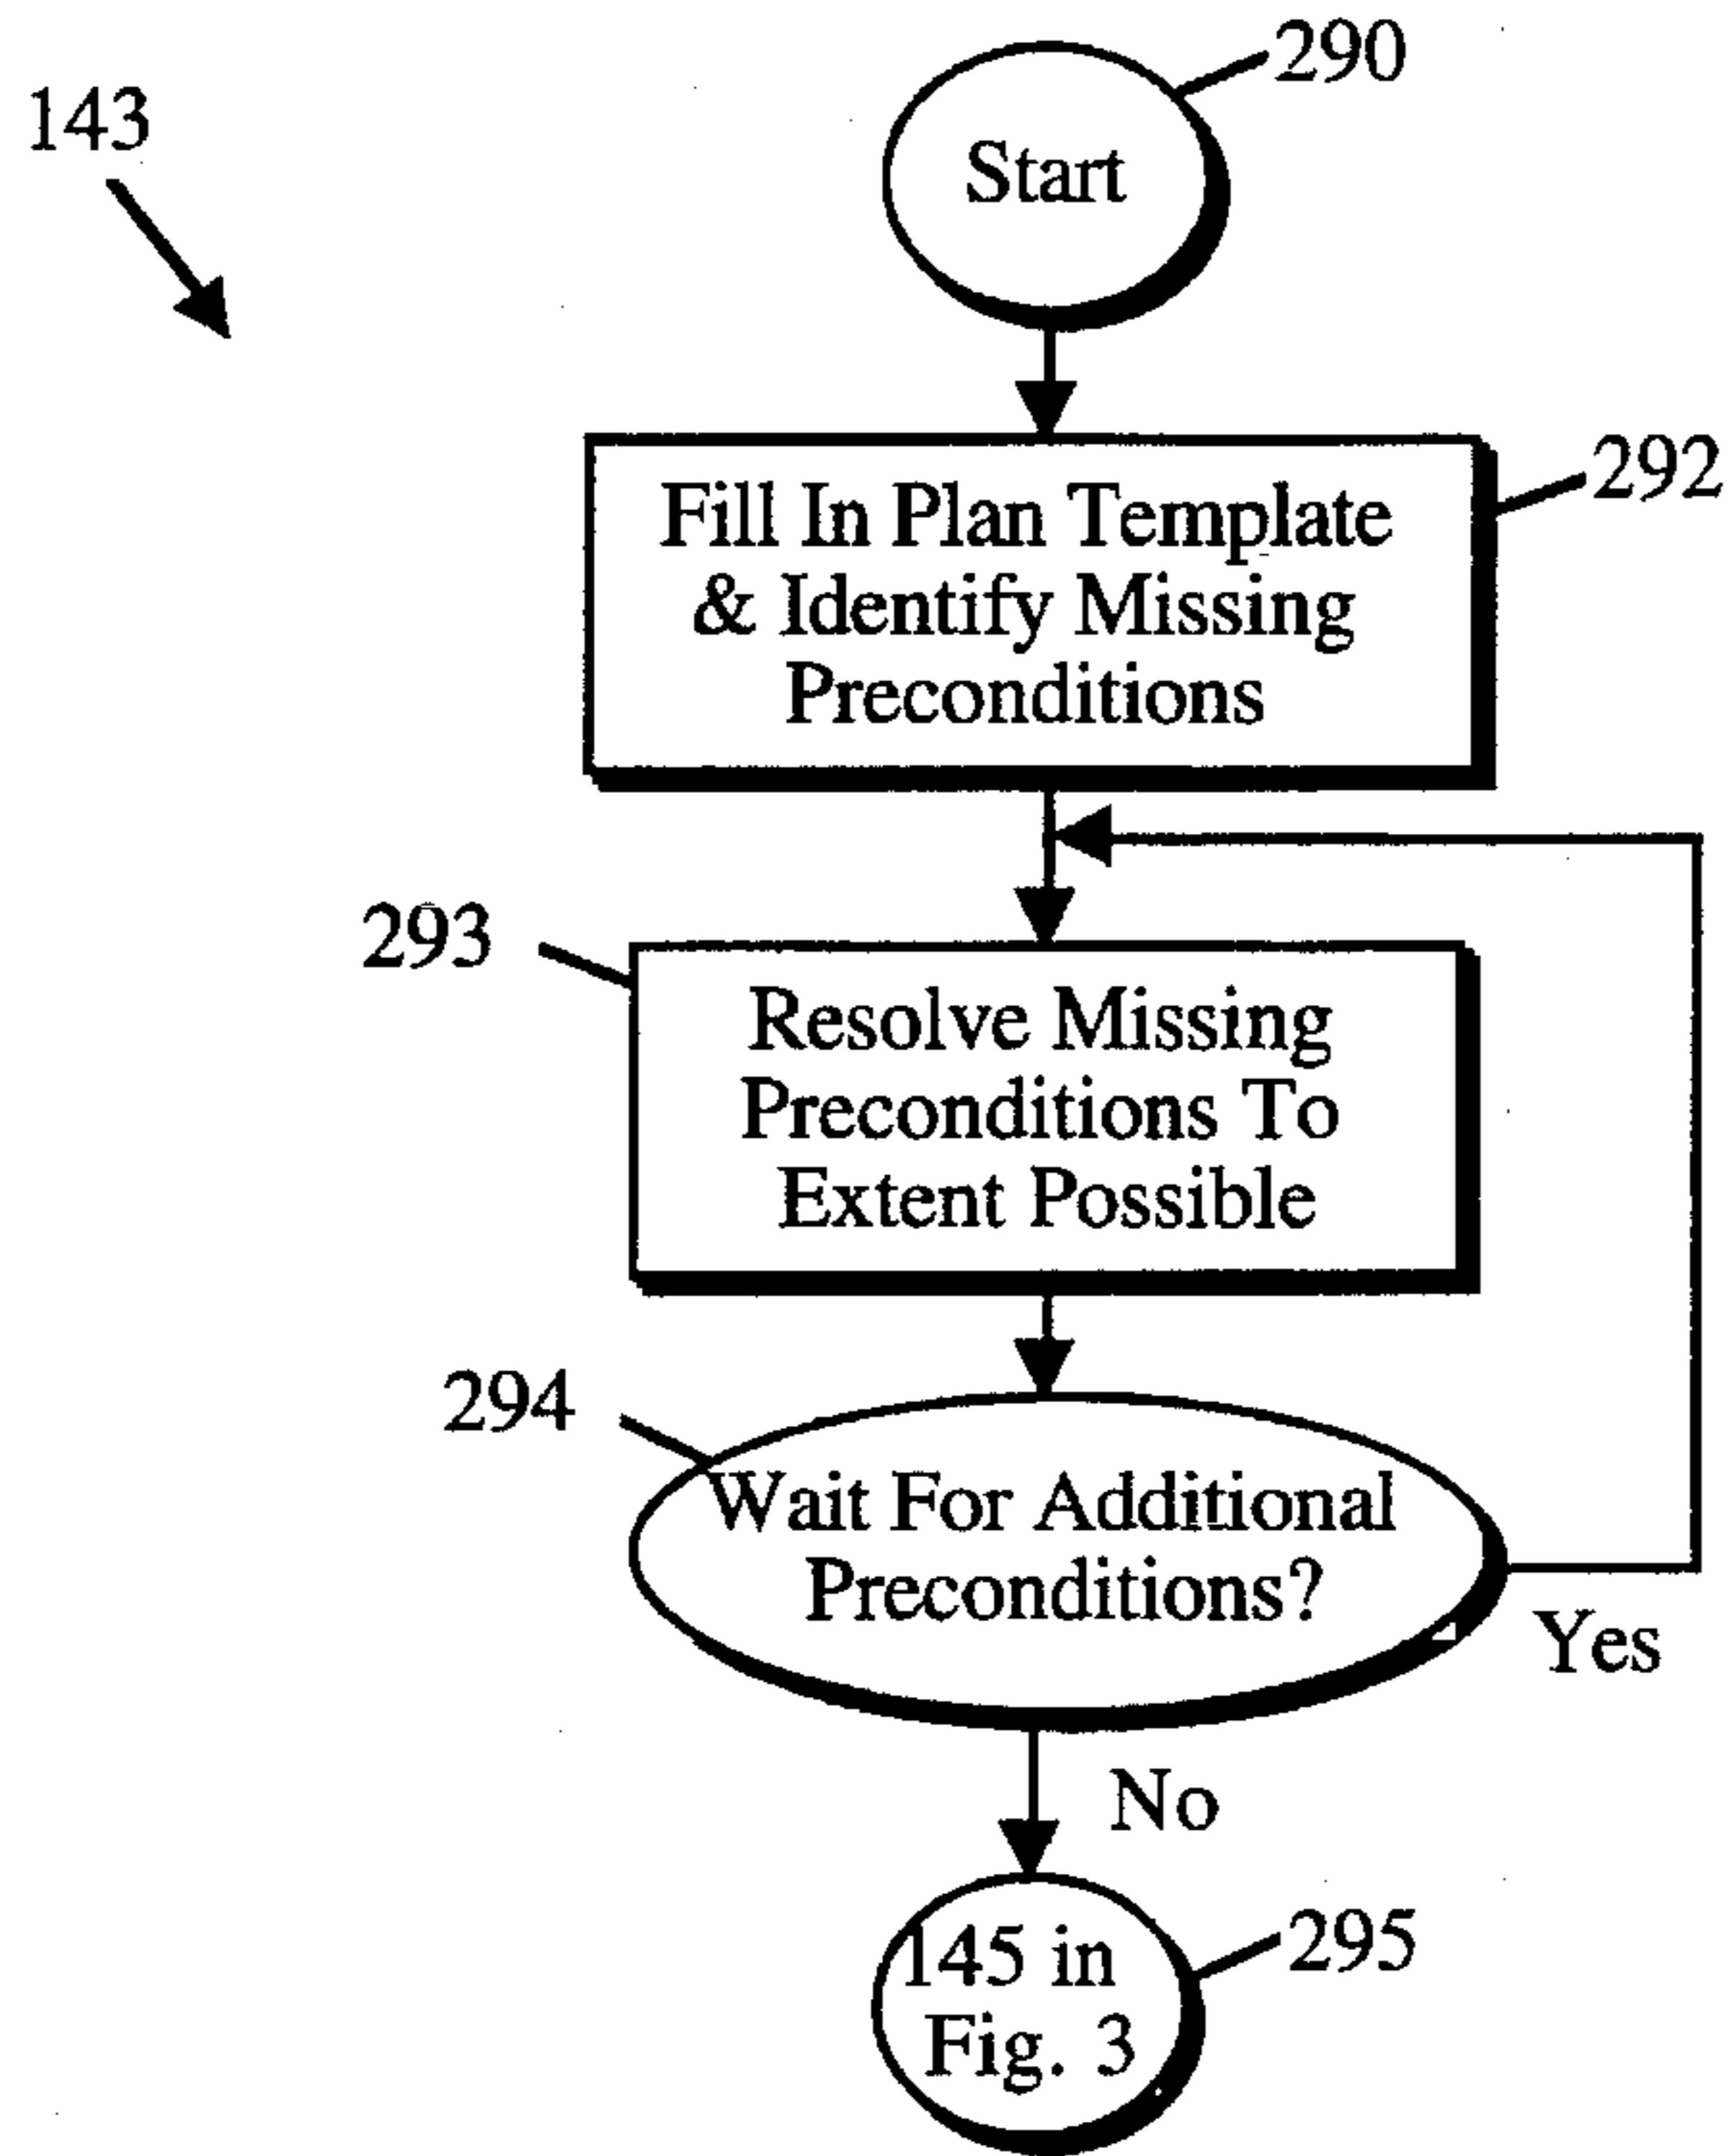 143
290
Start
292
Fill In Plan Template
& Identify Missing
Preconditions
293
Resolve Missing
Preconditions To
Extent Possible
294
Wait For Additional
Preconditions?
Yes
No
145 in
Fig. 3
295